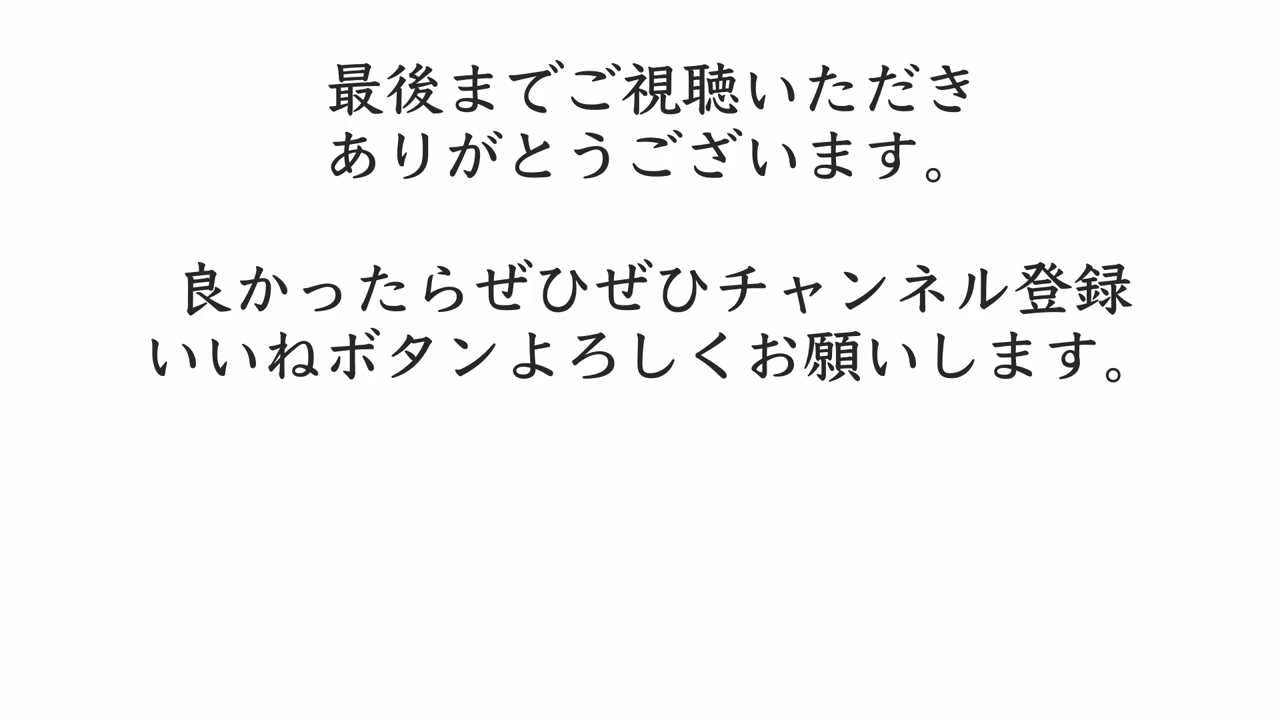 最後までご視聴いただき
ありがとうございます。
良かったらぜひぜひチャンネル登録
いいねボタンよろしくお願いします。